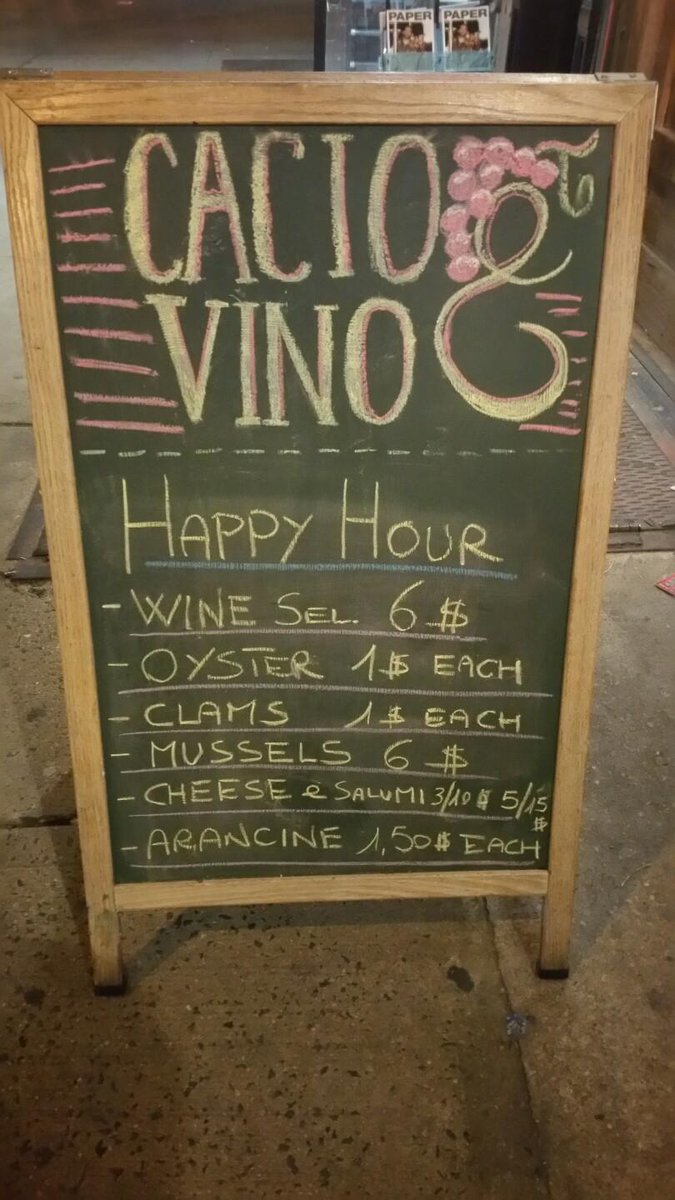 PAPER PAPER
CACIO e
VINO
HAPPY HOUR
- WINE SEL. 6 $
- OYSTER 1$ EACH
- CLAMS 1$ EACH
- MUSSELS 6 $
- CHEESE e SALUMI 3/10 $ 5/15 $
- ARANCINE 1,50$ EACH